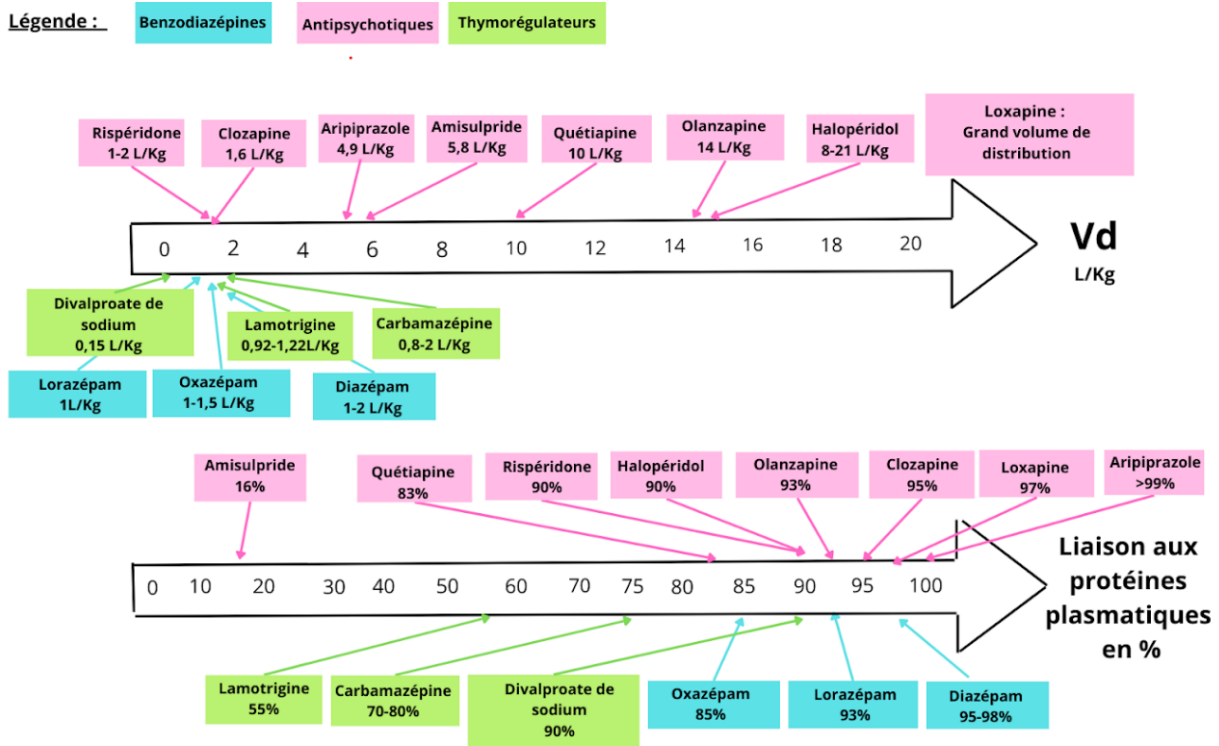 Légende :
Benzodiazépines
Antipsychotiques
Thymorégulateurs
Rispéridone
1-2 L/Kg
Clozapine
1,6 L/Kg
Aripiprazole
4,9 L/Kg
Amisulpride
5,8 L/Kg
Quétiapine
10 L/Kg
Olanzapine
14 L/Kg
Halopéridol
8-21 L/Kg
Loxapine :
Grand volume de
distribution
0 2 4 6 8 10 12 14 16 18 20
Vd
L/Kg
Divalproate de
sodium
0,15 L/Kg
Lamotrigine
0,92-1,22L/Kg
Carbamazépine
0,8-2 L/Kg
Lorazépam
1L/Kg
Oxazépam
1-1,5 L/Kg
Diazépam
1-2 L/Kg
Amisulpride
16%
Quétiapine
83%
Rispéridone
90%
Halopéridol
90%
Olanzapine
93%
Clozapine
95%
Loxapine
97%
Aripiprazole
>99%
0 10 20 30 40 50 60 70 75 80 85 90 95 100
Liaison aux
protéines
plasmatiques
en %
Lamotrigine
55%
Carbamazépine
70-80%
Divalproate de
sodium
90%
Oxazépam
85%
Lorazépam
93%
Diazépam
95-98%